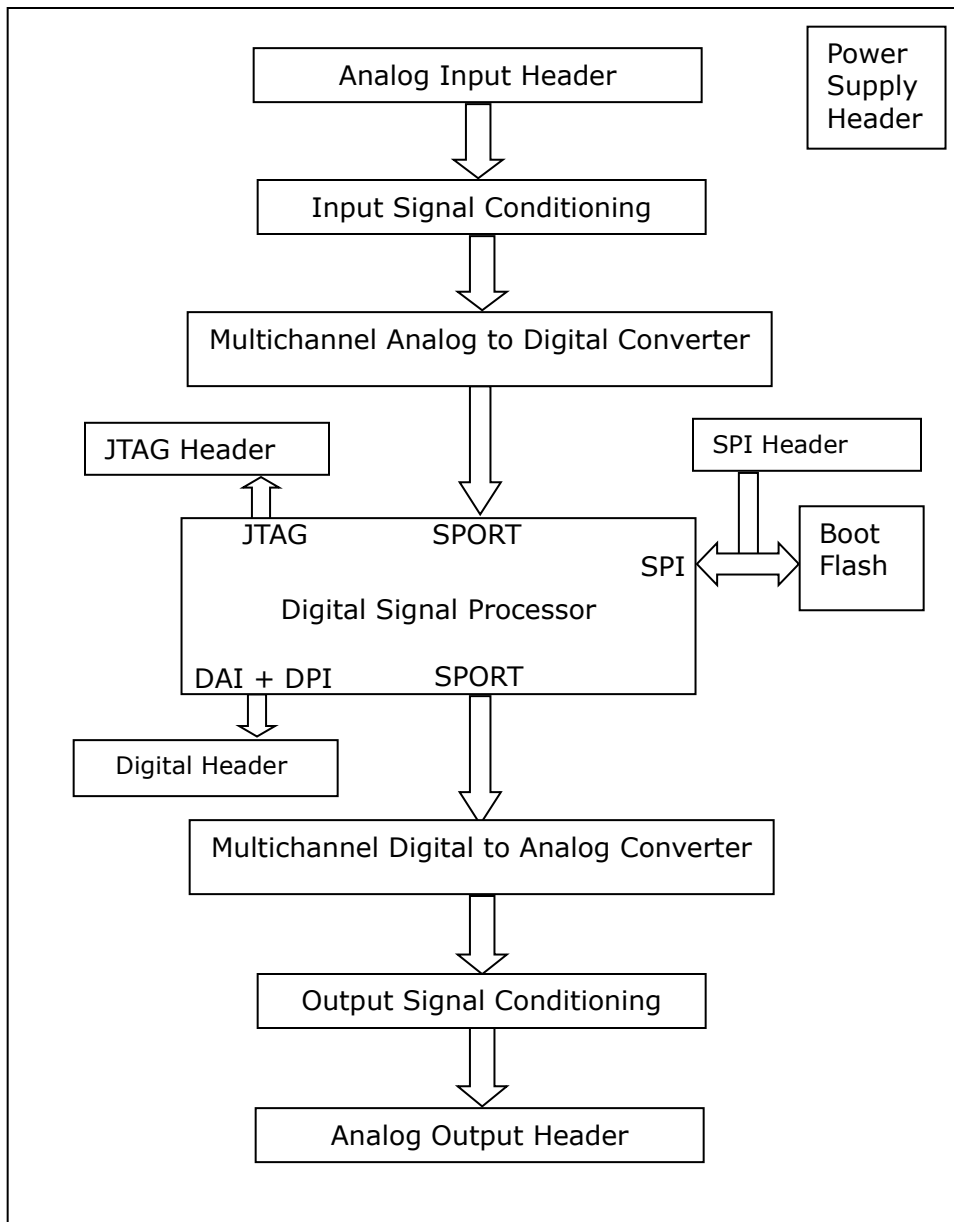 Analog Input Header
Power
Supply
Header
Input Signal Conditioning
Multichannel Analog to Digital Converter
JTAG Header
SPI Header
JTAG
SPORT
SPI
Boot
Flash
Digital Signal Processor
DAI + DPI
SPORT
Digital Header
Multichannel Digital to Analog Converter
Output Signal Conditioning
Analog Output Header